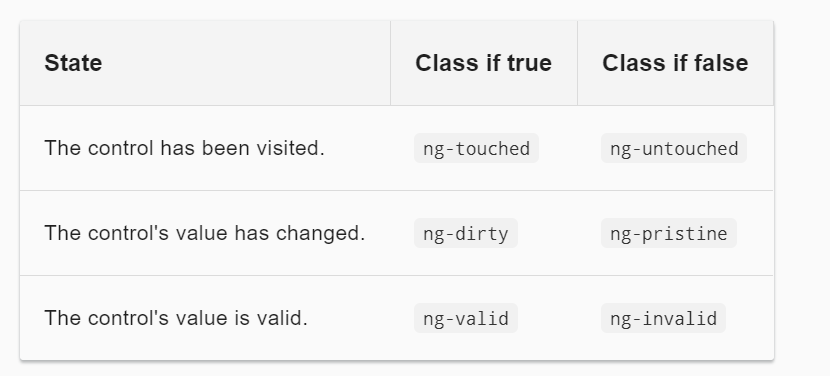 State Class if true Class if false
The control has been visited. ng-touched ng-untouched
The control's value has changed. ng-dirty ng-pristine
The control's value is valid. ng-valid ng-invalid